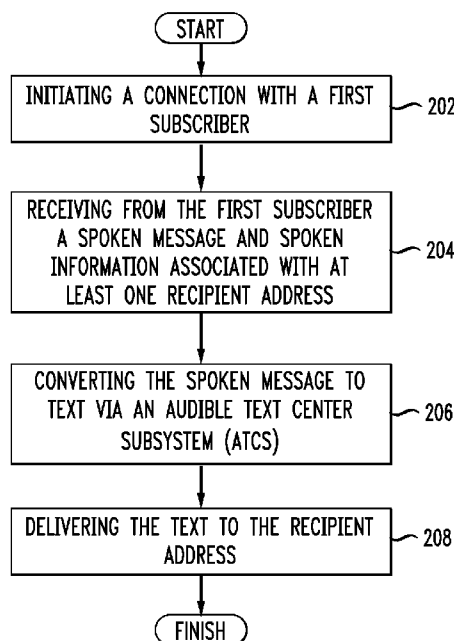 START
INITIATING A CONNECTION WITH A FIRST
SUBSCRIBER
202
RECEIVING FROM THE FIRST SUBSCRIBER
A SPOKEN MESSAGE AND SPOKEN
INFORMATION ASSOCIATED WITH AT
LEAST ONE RECIPIENT ADDRESS
204
CONVERTING THE SPOKEN MESSAGE TO
TEXT VIA AN AUDIBLE TEXT CENTER
SUBSYSTEM (ATCS)
206
DELIVERING THE TEXT TO THE RECIPIENT
ADDRESS
208
FINISH